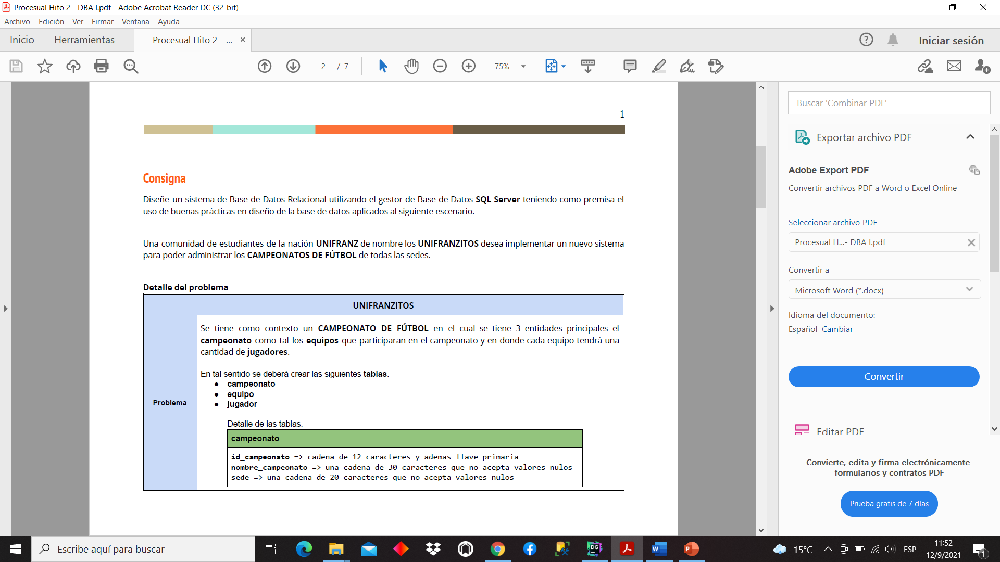 Procesual Hito 2 - DBA I.pdf - Adobe Acrobat Reader DC (32-bit)
Archivo Edición Ver Firmar Ventana Ayuda
Inicio Herramientas Procesual Hito 2 - ... × Iniciar sesión
2 / 7 75%
1
Consigna
Diseñe un sistema de Base de Datos Relacional utilizando el gestor de Base de Datos SQL Server teniendo como premisa el
uso de buenas prácticas en diseño de la base de datos aplicados al siguiente escenario.
Una comunidad de estudiantes de la nación UNIFRANZ de nombre los UNIFRANZITOS desea implementar un nuevo sistema
para poder administrar los CAMPEONATOS DE FÚTBOL de todas las sedes.
Detalle del problema
UNIFRANZITOS
Problema
Se tiene como contexto un CAMPEONATO DE FÚTBOL en el cual se tiene 3 entidades principales el
campeonato como tal los equipos que participaran en el campeonato y en donde cada equipo tendrá una
cantidad de jugadores.
En tal sentido se deberá crear las siguientes tablas.
● campeonato
● equipo
● jugador
Detalle de las tablas.
campeonato
id_campeonato => cadena de 12 caracteres y ademas llave primaria
nombre_campeonato => una cadena de 30 caracteres que no acepta valores nulos
sede => una cadena de 20 caracteres que no acepta valores nulos
Buscar 'Combinar PDF'
Exportar archivo PDF
Adobe Export PDF
Convertir archivos PDF a Word o Excel Online
Seleccionar archivo PDF
Procesual H...- DBA I.pdf
Convertir a
Microsoft Word (*.docx)
Idioma del documento:
Español Cambiar
Convertir
Editar PDF
Convierte, edita y firma electrónicamente
formularios y contratos PDF
Prueba gratis de 7 días
Escribe aquí para buscar
DG
W
P
15°C
ESP
11:52
12/9/2021
1